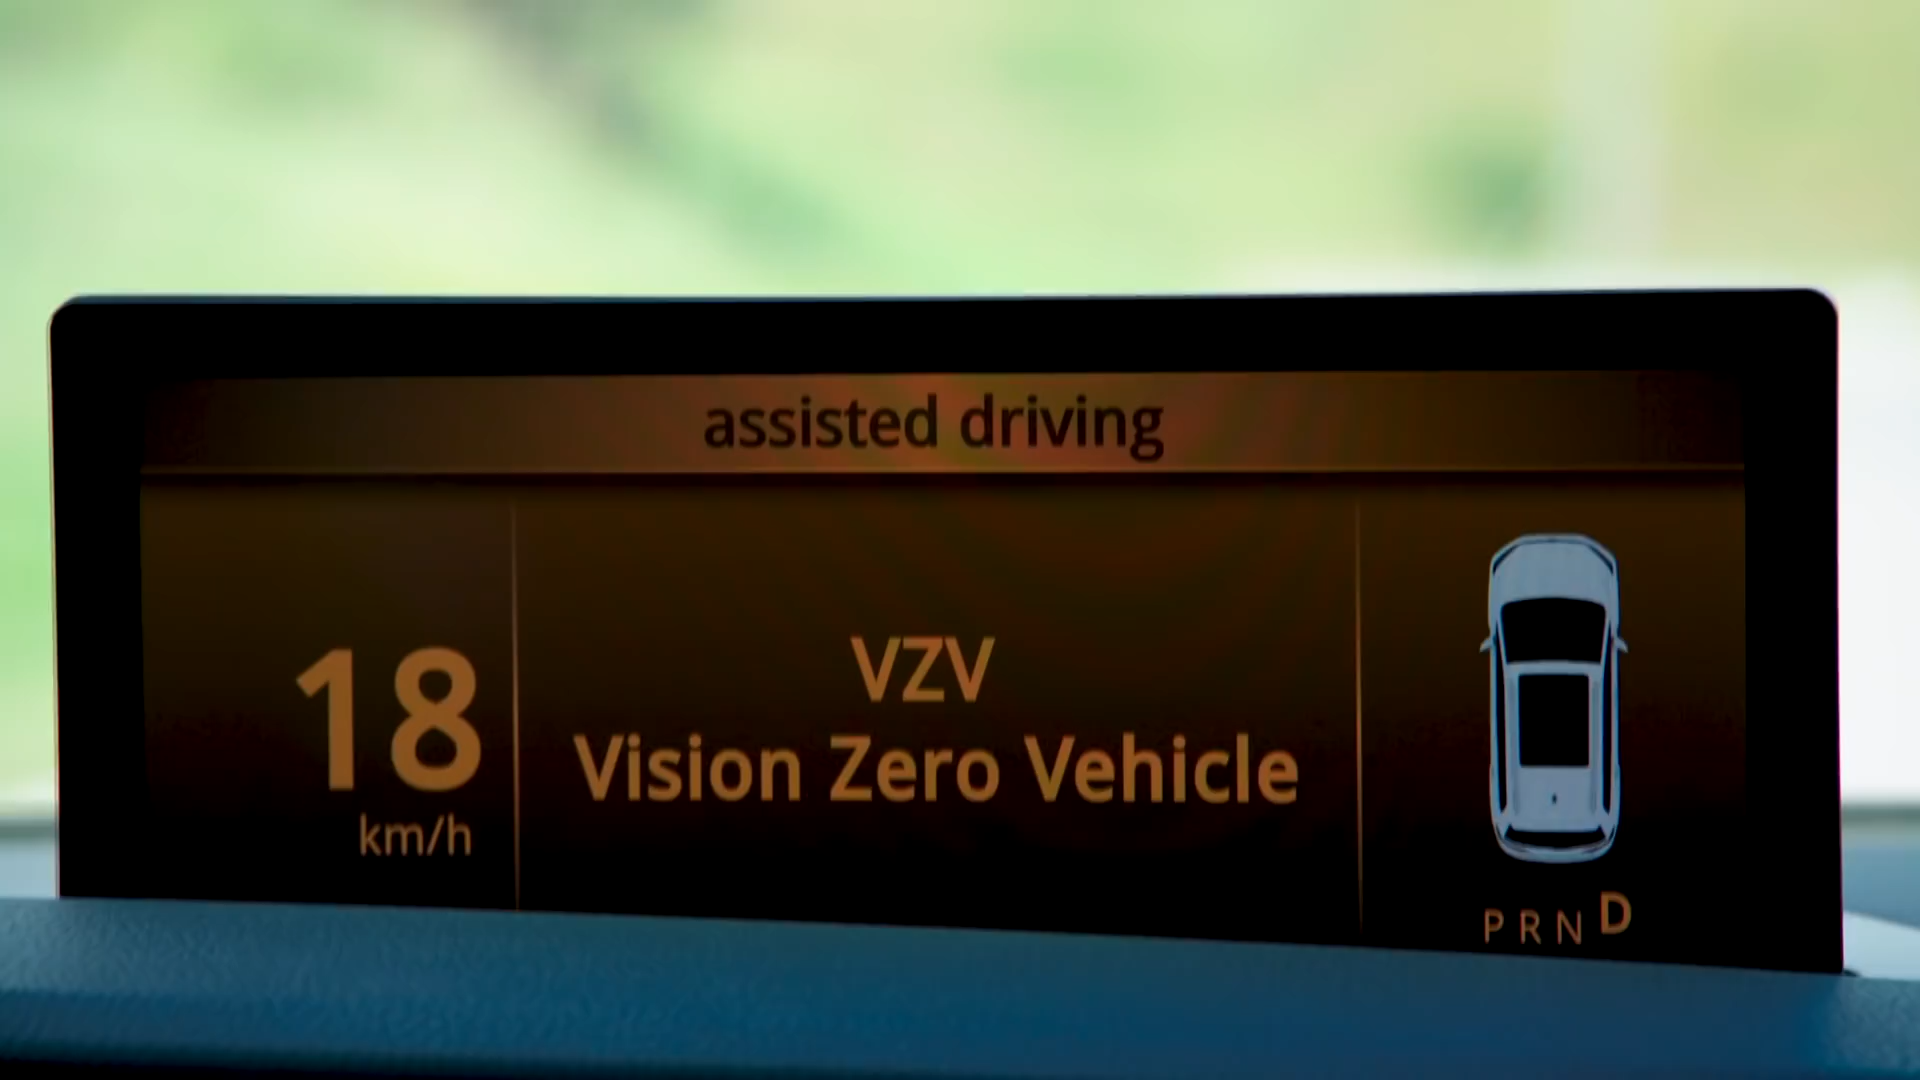 assisted driving
18
km/h
VZV
Vision Zero Vehicle
P R N D